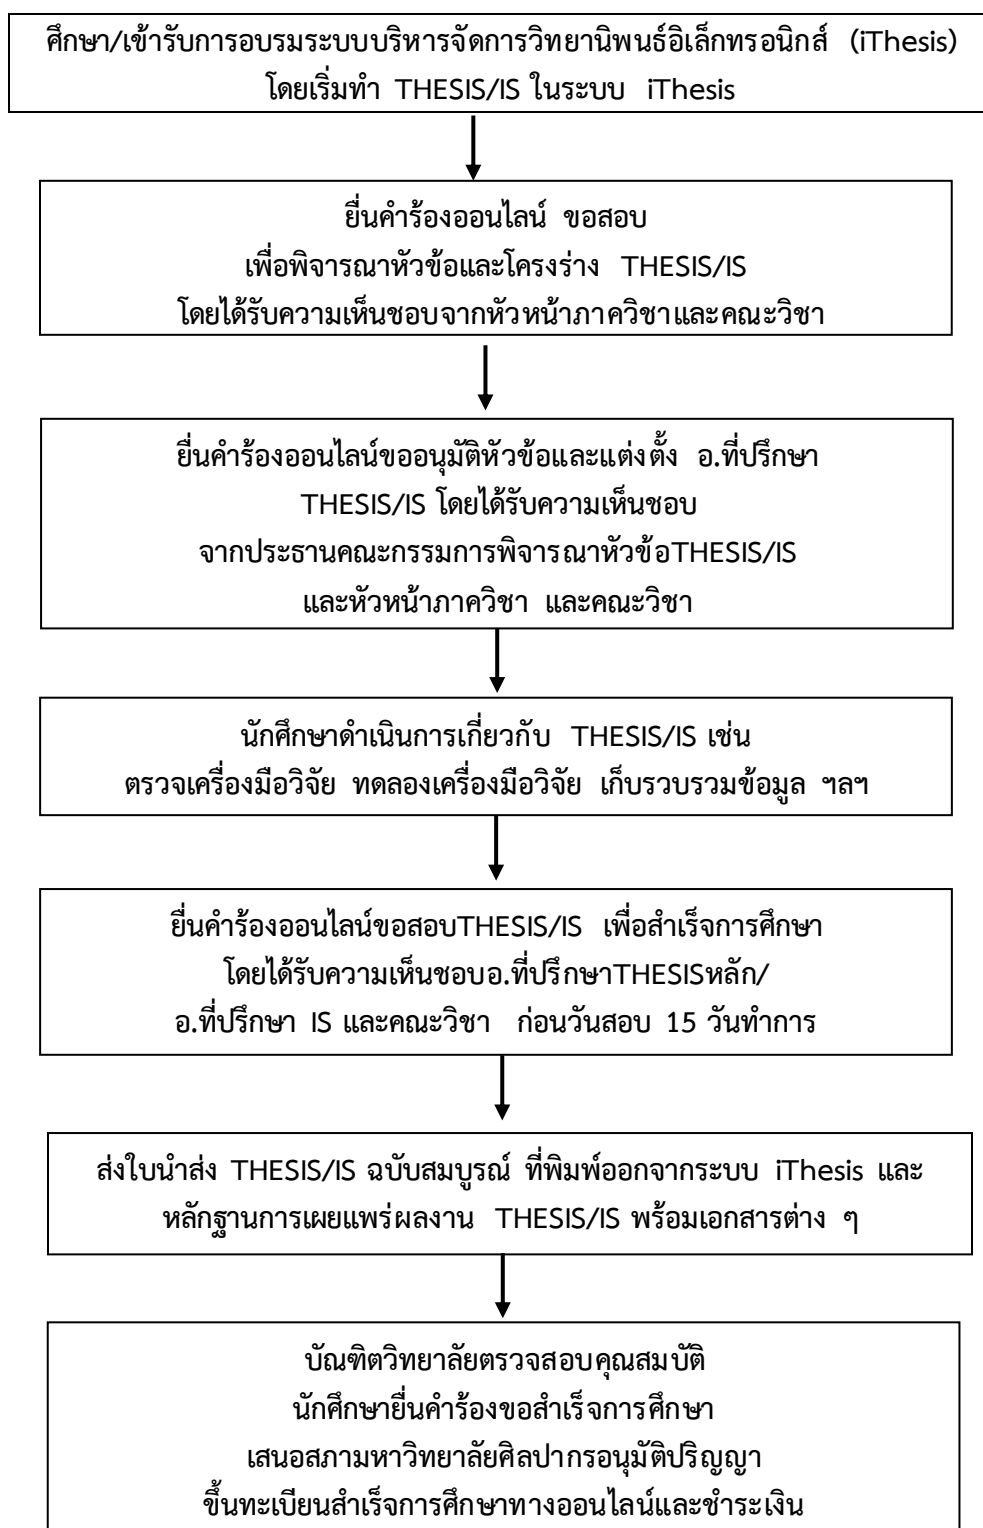 ศึกษา/เข้ารับการอบรมระบบบริหารจัดการวิทยานิพนธ์อิเล็กทรอนิกส์ (iThesis)
โดยเริ่มทำ THESIS/IS ในระบบ iThesis
ยื่นคำร้องออนไลน์ ขอสอบ
เพื่อพิจารณาหัวข้อและโครงร่าง THESIS/IS
โดยได้รับความเห็นชอบจากหัวหน้าภาควิชาและคณะวิชา
ยื่นคำร้องออนไลน์ขออนุมัติหัวข้อและแต่งตั้ง อ.ที่ปรึกษา
THESIS/IS โดยได้รับความเห็นชอบ
จากประธานคณะกรรมการพิจารณาหัวข้อTHESIS/IS
และหัวหน้าภาควิชา และคณะวิชา
นักศึกษาดำเนินการเกี่ยวกับ THESIS/IS เช่น
ตรวจเครื่องมือวิจัย ทดลองเครื่องมือวิจัย เก็บรวบรวมข้อมูล ฯลฯ
ยื่นคำร้องออนไลน์ขอสอบTHESIS/IS เพื่อสำเร็จการศึกษา
โดยได้รับความเห็นชอบอ.ที่ปรึกษาTHESISหลัก/
อ.ที่ปรึกษา IS และคณะวิชา ก่อนวันสอบ 15 วันทำการ
ส่งใบนำส่ง THESIS/IS ฉบับสมบูรณ์ ที่พิมพ์ออกจากระบบ iThesis และ
หลักฐานการเผยแพร่ผลงาน THESIS/IS พร้อมเอกสารต่าง ๆ
บัณฑิตวิทยาลัยตรวจสอบคุณสมบัติ
นักศึกษายื่นคำร้องขอสำเร็จการศึกษา
เสนอสภามหาวิทยาลัยศิลปากรอนุมัติปริญญา
ขึ้นทะเบียนสำเร็จการศึกษาทางออนไลน์และชำระเงิน